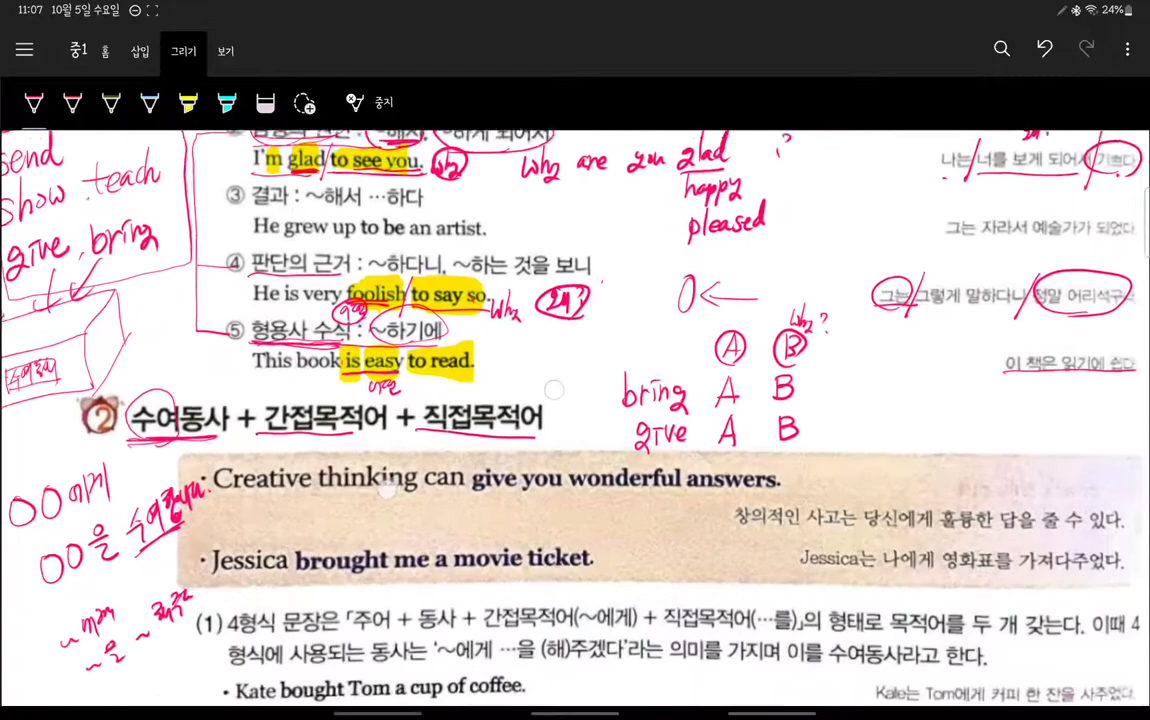 11:07 10월 5일 수요일
24%
중1 홈 삽입 그리기 보기
중지
send
show. teach
give, bring
수여동사
I'm glad to see you.
why
why are you glad ?
happy
pleased
나는 너를 보게 되어서 기쁘다.
③ 결과 : ~해서 …하다
He grew up to be an artist.
그는 자라서 예술가가 되었다.
④ 판단의 근거 : ~하다니, ~하는 것을 보니
He is very foolish to say so.
why
그는 그렇게 말하다니 정말 어리석구
⑤ 형용사 수식 : ~하기에
This book is easy to read.
이 책은 읽기에 쉽다
why?
A B
bring A B
give A B
2 수여동사 + 간접목적어 + 직접목적어
OO에게
OO을 수여합니다.
· Creative thinking can give you wonderful answers.
창의적인 사고는 당신에게 훌륭한 답을 줄 수 있다.
· Jessica brought me a movie ticket.
Jessica는 나에게 영화표를 가져다주었다.
~에게
~을 ~해주다
(1) 4형식 문장은 「주어 + 동사 + 간접목적어(~에게) + 직접목적어(…를)」의 형태로 목적어를 두 개 갖는다. 이때 4
형식에 사용되는 동사는 '~에게 …을 (해)주겠다'라는 의미를 가지며 이를 수여동사라고 한다.
• Kate bought Tom a cup of coffee.
Kate는 Tom에게 커피 한 잔을 사주었다.